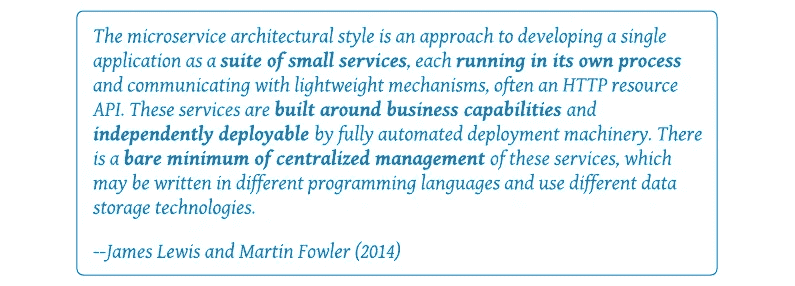 The microservice architectural style is an approach to developing a single
application as a suite of small services, each running in its own process
and communicating with lightweight mechanisms, often an HTTP resource
API. These services are built around business capabilities and
independently deployable by fully automated deployment machinery. There
is a bare minimum of centralized management of these services, which
may be written in different programming languages and use different data
storage technologies.
--James Lewis and Martin Fowler (2014)